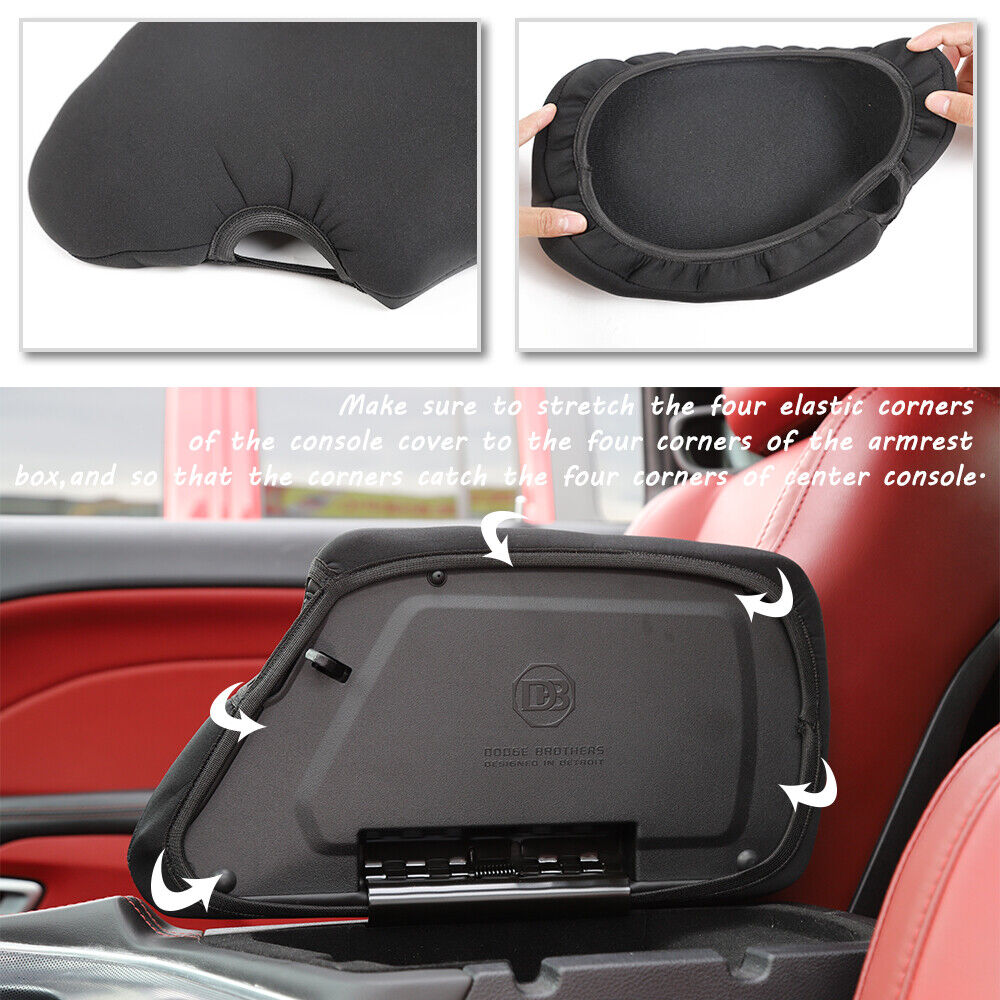 Make sure to stretch the four elastic corners
of the console cover to the four corners of the armrest
box,and so that the corners catch the four corners of center console.
DB
DODGE BROTHERS
DESIGNED IN DETROIT